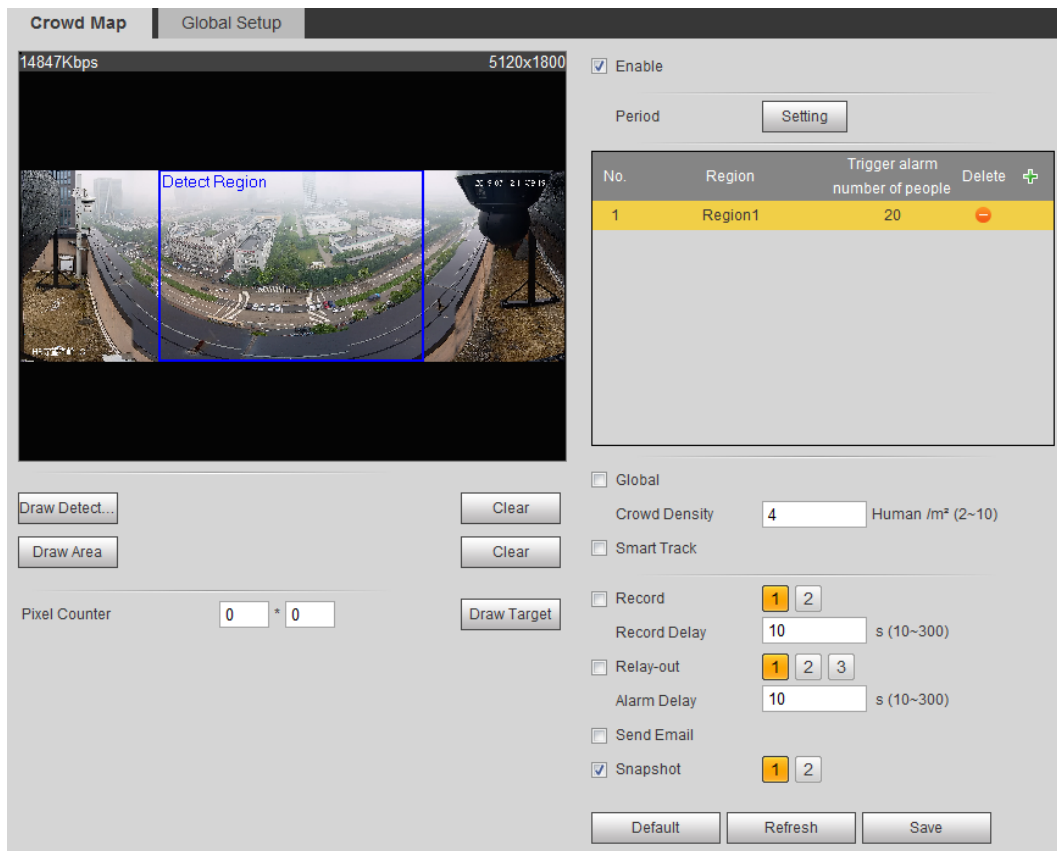 Crowd Map
Global Setup
14847Kbps
5120x1800
Detect Region
Draw Detect...
Clear
Draw Area
Clear
Pixel Counter
0 * 0
Draw Target
Enable
Period
Setting
No.
Region
Trigger alarm
number of people
Delete
1
Region1
20
Global
Crowd Density
4
Human /m² (2~10)
Smart Track
Record
1 2
Record Delay
10
s (10~300)
Relay-out
1 2 3
Alarm Delay
10
s (10~300)
Send Email
Snapshot
1 2
Default
Refresh
Save